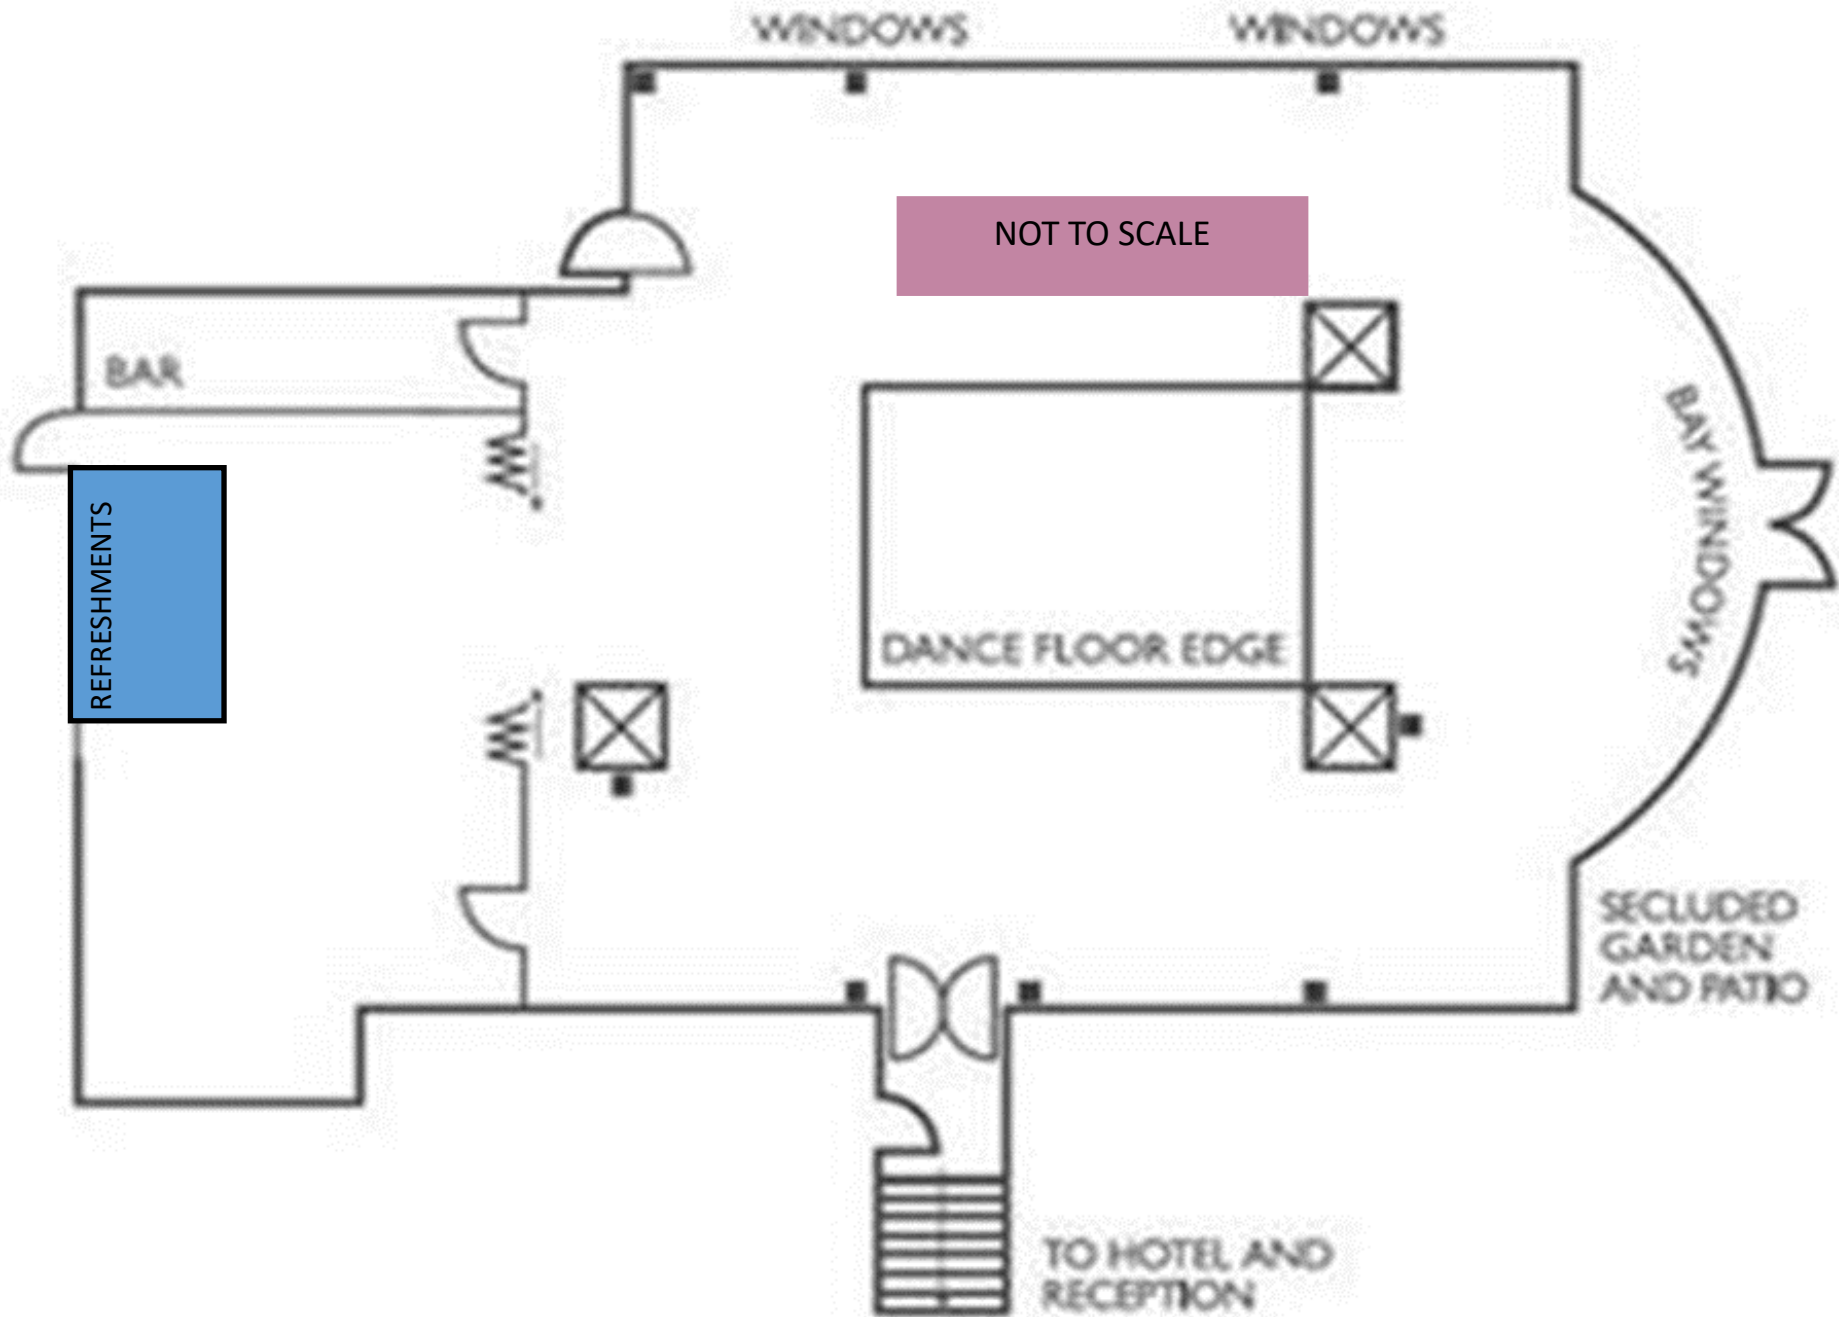 WINDOWS
WINDOWS
NOT TO SCALE
BAR
BAY WINDOWS
REFRESHMENTS
DANCE FLOOR EDGE
SECLUDED
GARDEN
AND PATIO
TO HOTEL AND
RECEPTION